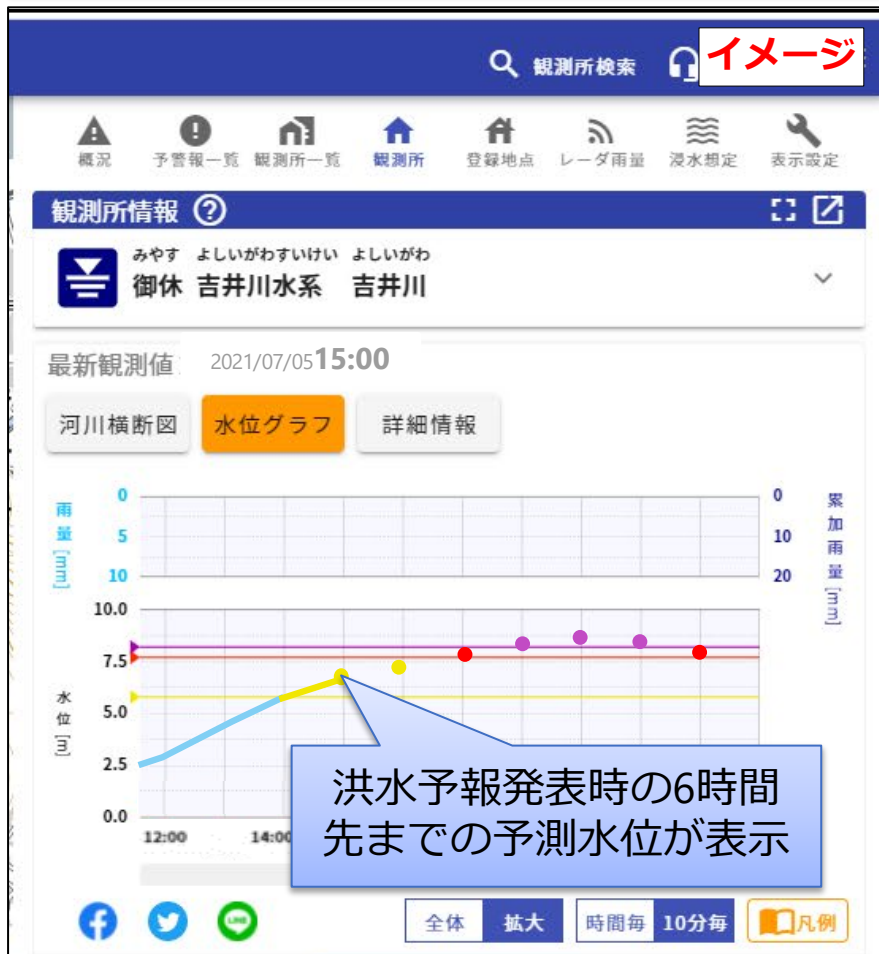 観測所検索
イメージ
概況 予警報一覧 観測所一覧 観測所 登録地点 レーダ雨量 浸水想定 表示設定
観測所情報
みやす よしいがわすいけい よしいがわ
御休 吉井川水系 吉井川
最新観測値 2021/07/05 15:00
河川横断図 水位グラフ 詳細情報
雨量[mm]
0
5
10
0
10
20
累加雨量[mm]
水位[m]
10.0
7.5
5.0
2.5
0.0
12:00 14:00
洪水予報発表時の6時間
先までの予測水位が表示
LINE
全体 拡大 時間毎 10分毎 凡例